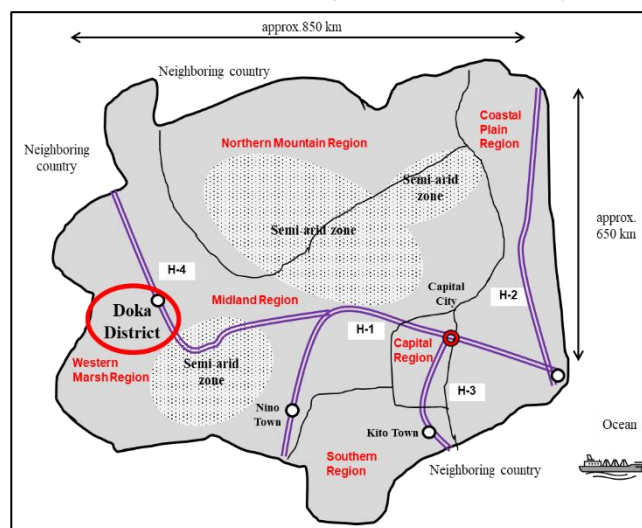 approx.850 km
Neighboring country
Coastal
Plain
Region
Neighboring
country
Northern Mountain Region
Semi-arid
zone
approx.
650 km
Semi-arid zone
H-4
Capital
City
Midland Region
H-2
Doka
District
H-1
Capital
Region
Western
Marsh Region
Semi-arid
zone
H-3
Nino
Town
Kito Town
Ocean
Southern
Region
Neighboring country